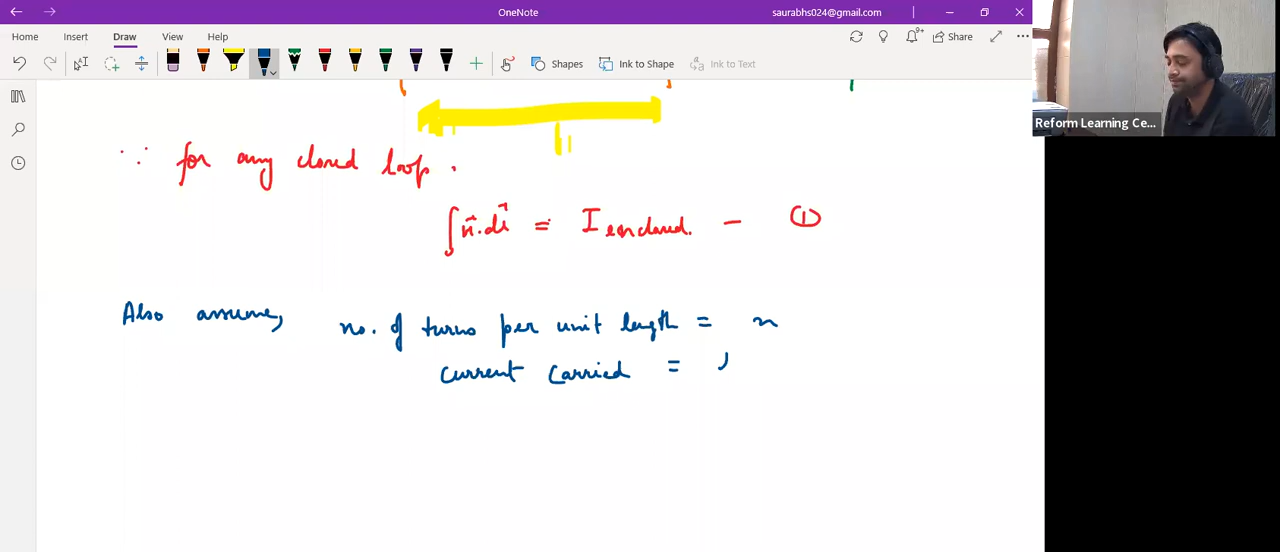 OneNote
saurabhs024@gmail.com
Home Insert Draw View Help
9+ Share
Shapes Ink to Shape Ink to Text
Reform Learning Ce...
∵ for any closed loop.
∫ H⃗.dl⃗ = I enclosed. — ①
Also assume, no. of turns per unit length = n
current carried =